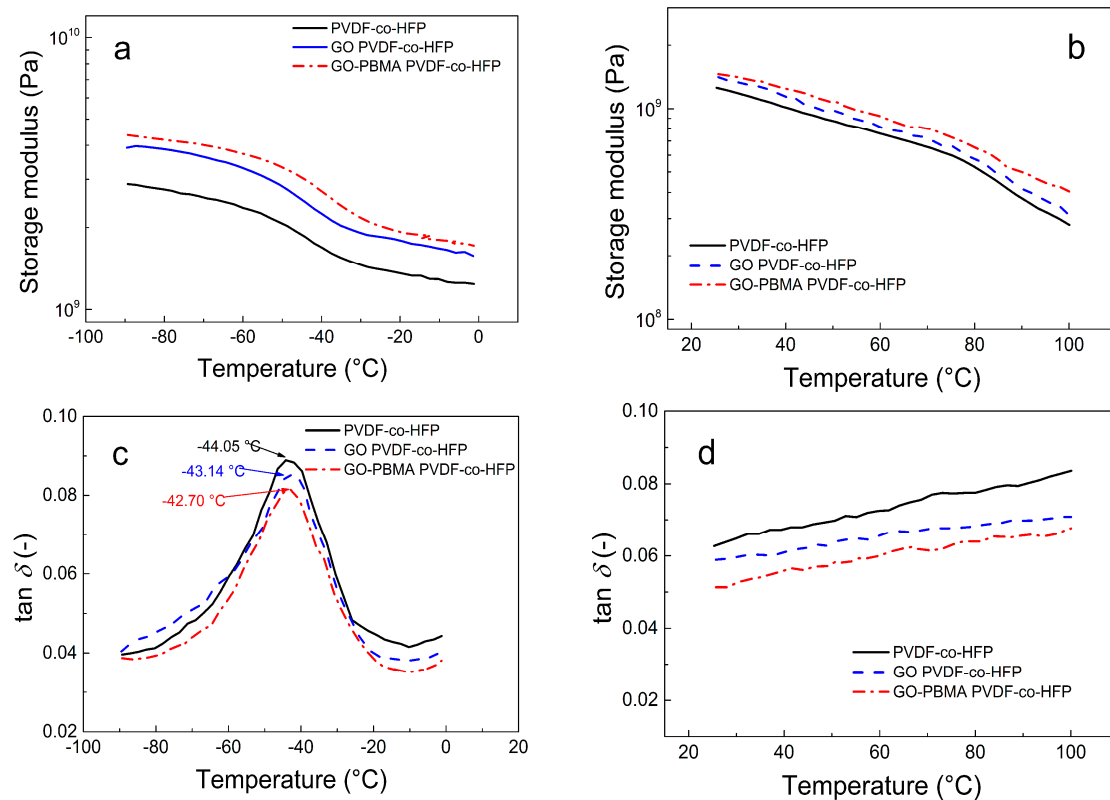 a
PVDF-co-HFP
GO PVDF-co-HFP
GO-PBMA PVDF-co-HFP
10¹⁰
10⁹
Storage modulus (Pa)
-100 -80 -60 -40 -20 0
Temperature (°C)
b
10⁹
10⁸
Storage modulus (Pa)
PVDF-co-HFP
GO PVDF-co-HFP
GO-PBMA PVDF-co-HFP
20 40 60 80 100
Temperature (°C)
c
PVDF-co-HFP
GO PVDF-co-HFP
GO-PBMA PVDF-co-HFP
-44.05 °C
-43.14 °C
-42.70 °C
0.10
0.08
0.06
0.04
0.02
tan δ (-)
-100 -80 -60 -40 -20 0 20
Temperature (°C)
d
0.10
0.08
0.06
0.04
0.02
tan δ (-)
PVDF-co-HFP
GO PVDF-co-HFP
GO-PBMA PVDF-co-HFP
20 40 60 80 100
Temperature (°C)